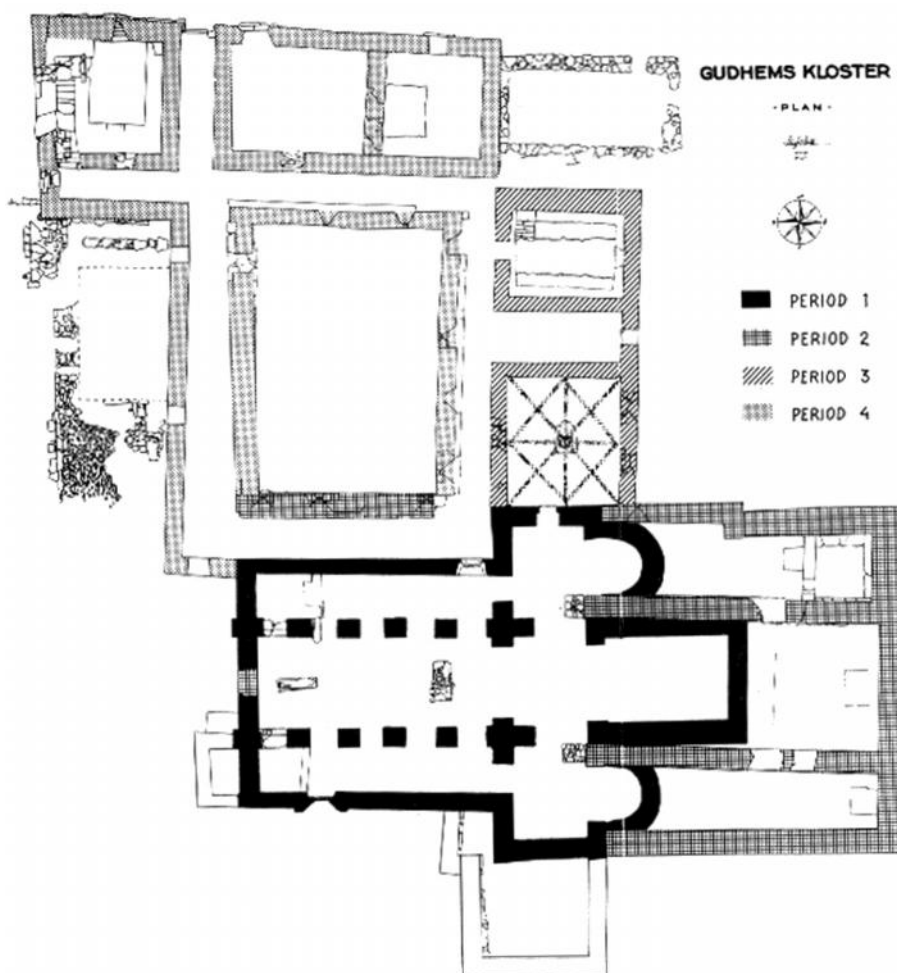 GUDHEMS KLOSTER
- PLAN -
PERIOD 1
PERIOD 2
PERIOD 3
PERIOD 4